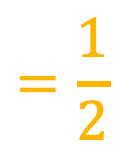 = 1/2